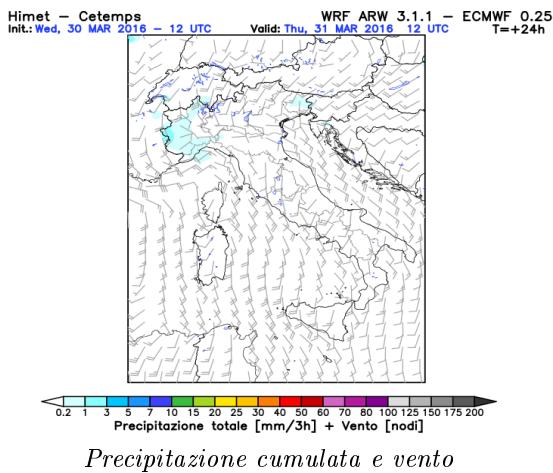 Himet – Cetemps WRF ARW 3.1.1 – ECMWF 0.25
Init.: Wed, 30 MAR 2016 – 12 UTC Valid: Thu, 31 MAR 2016 12 UTC T=+24h
0.2 1 3 5 7 10 15 20 25 30 40 50 60 70 80 100 125 150 175 200
Precipitazione totale [mm/3h] + Vento [nodi]
Precipitazione cumulata e vento